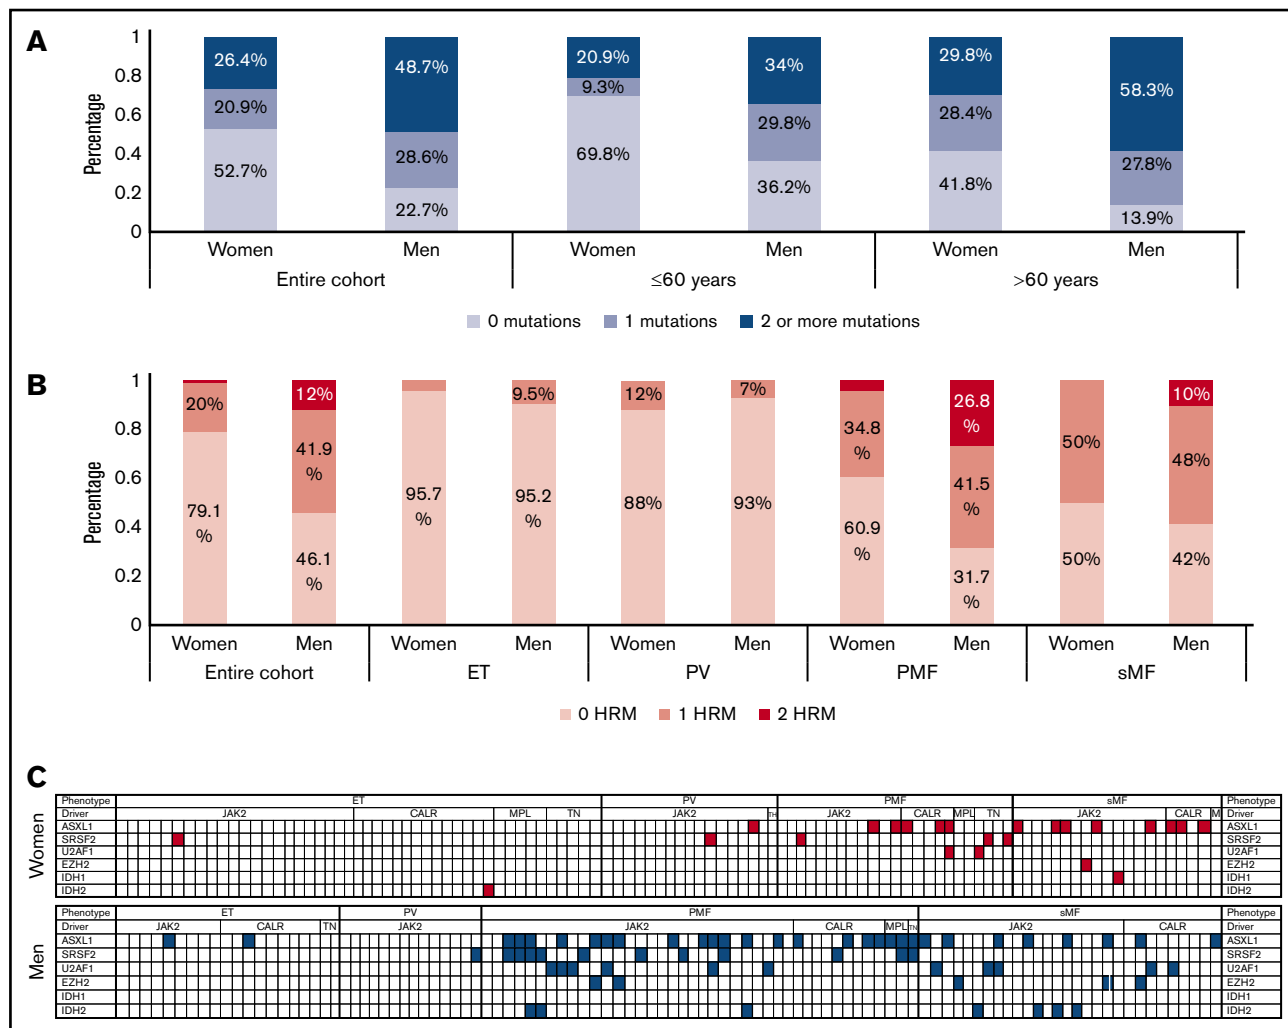 A
Percentage
1
0.8
0.6
0.4
0.2
0
26.4%
20.9%
52.7%
48.7%
28.6%
22.7%
20.9%
9.3%
69.8%
34%
29.8%
36.2%
29.8%
28.4%
41.8%
58.3%
27.8%
13.9%
Women Men Women Men Women Men
Entire cohort ≤60 years >60 years
0 mutations 1 mutations 2 or more mutations
B
Percentage
1
0.8
0.6
0.4
0.2
0
20%
79.1
%
12%
41.9
%
46.1
%
95.7
%
9.5%
95.2
%
12%
88%
7%
93%
34.8
%
60.9
%
26.8
%
41.5
%
31.7
%
50%
50%
10%
48%
42%
Women Men Women Men Women Men Women Men Women Men
Entire cohort ET PV PMF sMF
0 HRM 1 HRM 2 HRM
C
Women
Phenotype ET PV PMF sMF Phenotype
Driver JAK2 CALR MPL TN JAK2 TN JAK2 CALR MPL TN JAK2 CALR M Driver
ASXL1 ASXL1
SRSF2 SRSF2
U2AF1 U2AF1
EZH2 EZH2
IDH1 IDH1
IDH2 IDH2
Men
Phenotype ET PV PMF sMF Phenotype
Driver JAK2 CALR TN JAK2 JAK2 CALR MPL TN JAK2 CALR Driver
ASXL1 ASXL1
SRSF2 SRSF2
U2AF1 U2AF1
EZH2 EZH2
IDH1 IDH1
IDH2 IDH2